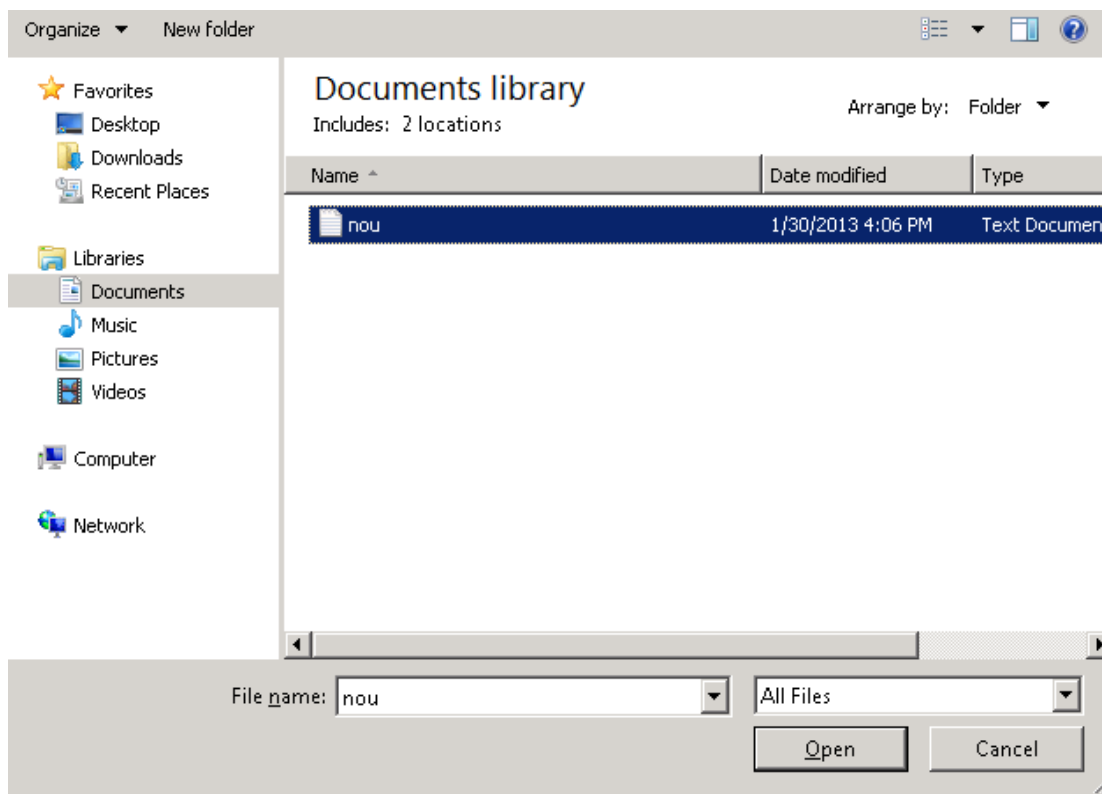 Organize New folder
Favorites
Desktop
Downloads
Recent Places
Libraries
Documents
Music
Pictures
Videos
Computer
Network
Documents library
Includes: 2 locations
Arrange by: Folder
Name Date modified Type
nou 1/30/2013 4:06 PM Text Documen
File name: nou All Files
Open Cancel